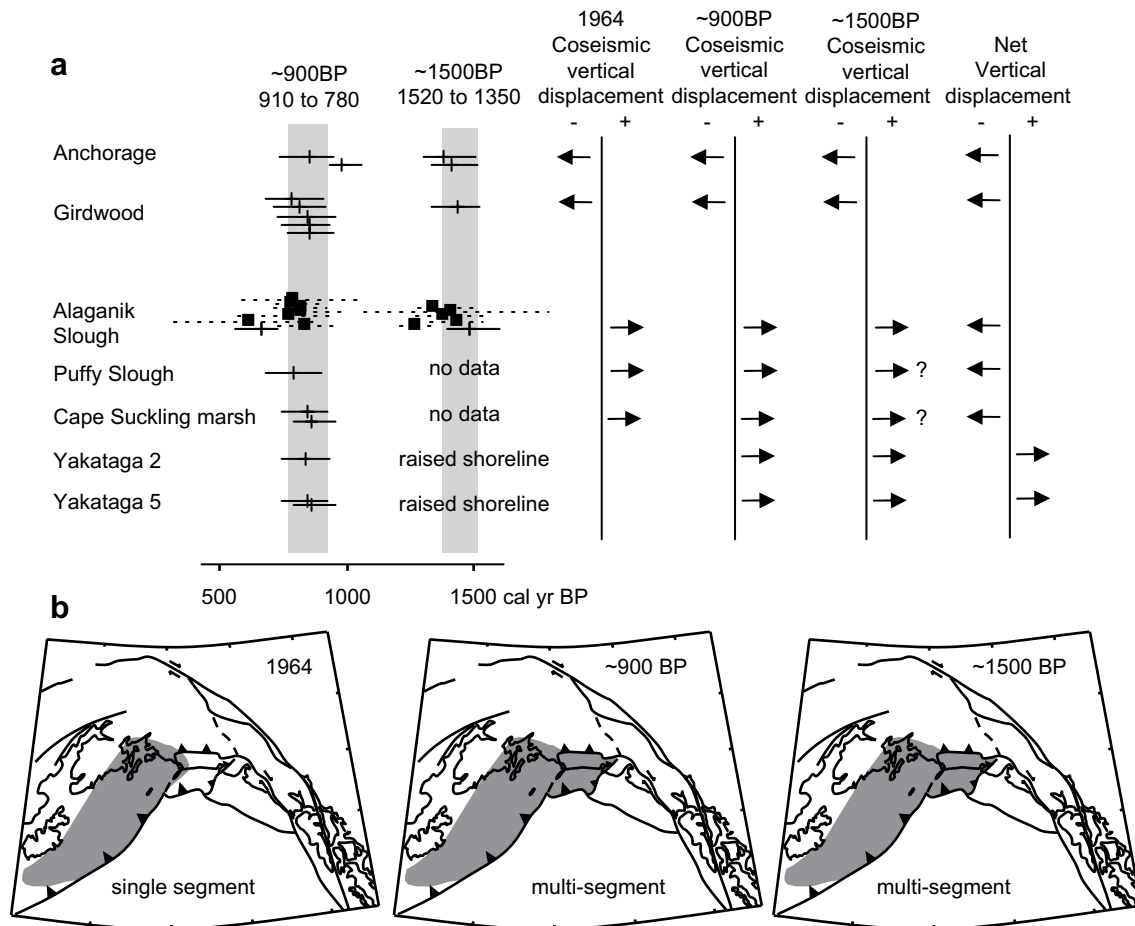 a
~900BP
910 to 780
~1500BP
1520 to 1350
1964
Coseismic
vertical
displacement
- +
~900BP
Coseismic
vertical
displacement
- +
~1500BP
Coseismic
vertical
displacement
- +
Net
Vertical
displacement
- +
Anchorage
Girdwood
Alaganik
Slough
Puffy Slough
no data
?
Cape Suckling marsh
no data
?
Yakataga 2
raised shoreline
Yakataga 5
raised shoreline
500 1000 1500 cal yr BP
b
1964
single segment
~900 BP
multi-segment
~1500 BP
multi-segment